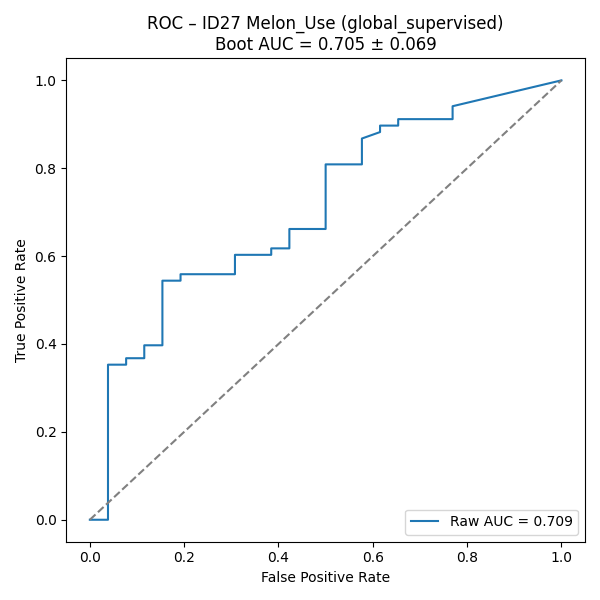 ROC – ID27 Melon_Use (global_supervised)
Boot AUC = 0.705 ± 0.069
1.0
0.8
0.6
0.4
0.2
0.0
True Positive Rate
Raw AUC = 0.709
0.0 0.2 0.4 0.6 0.8 1.0
False Positive Rate